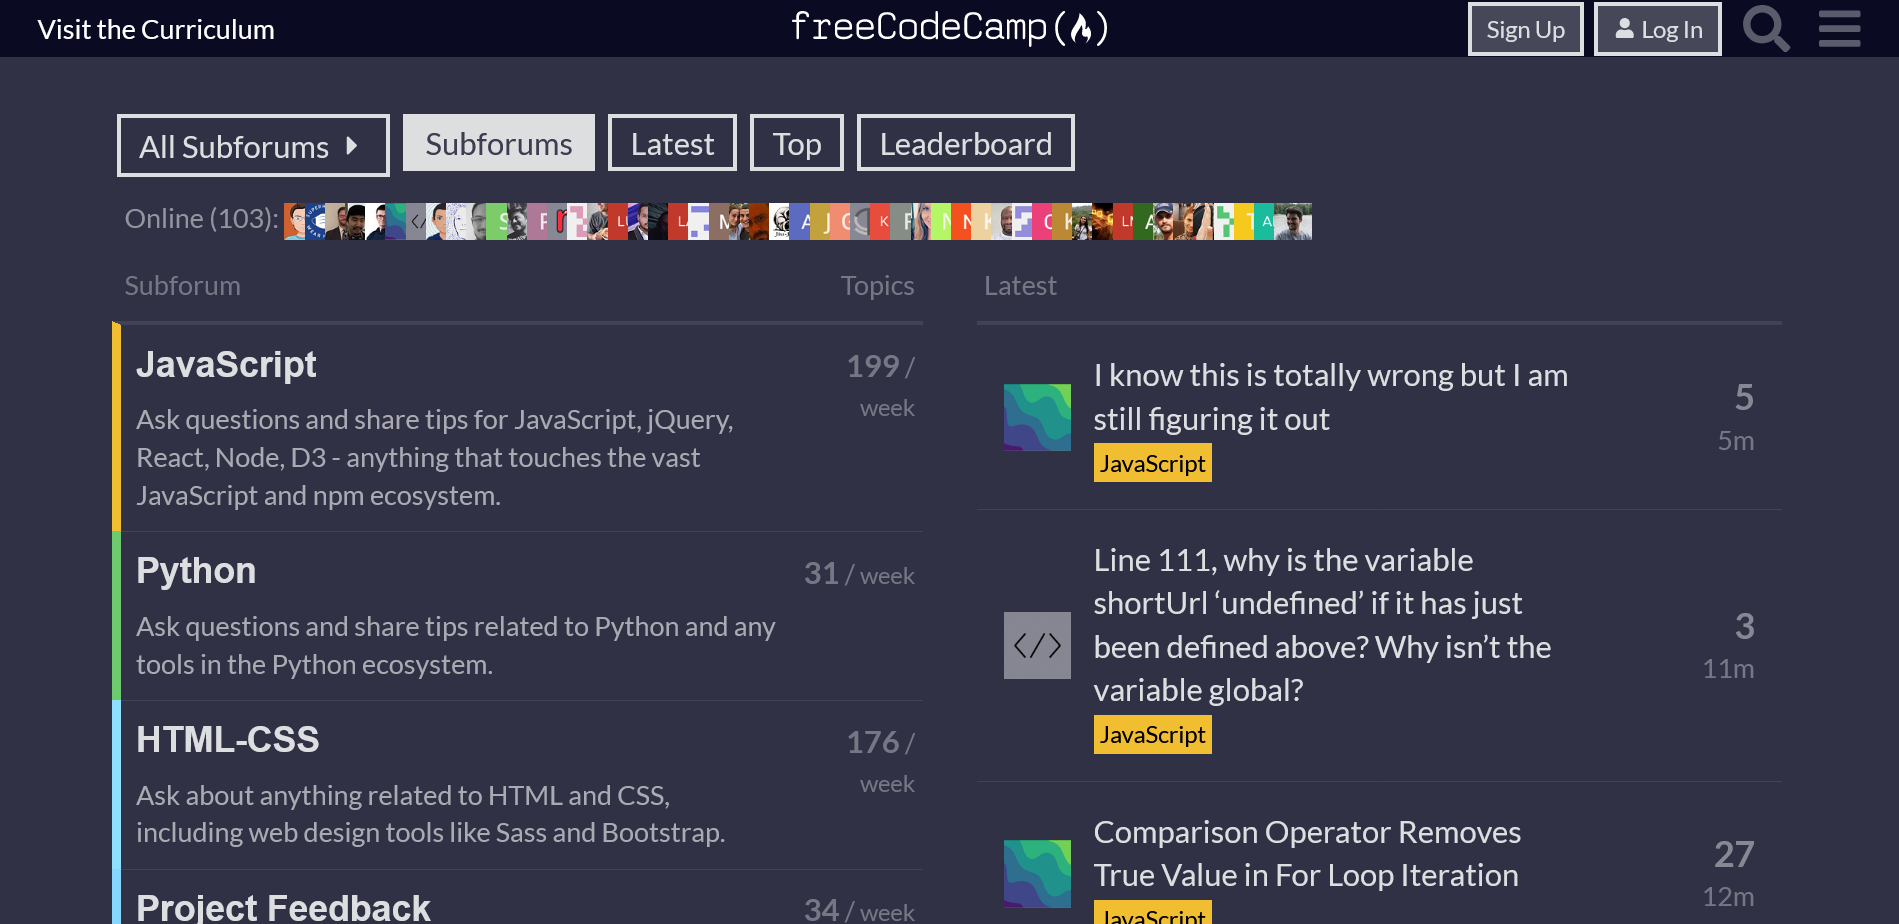 Visit the Curriculum
freeCodeCamp
Sign Up
Log In
All Subforums
Subforums
Latest
Top
Leaderboard
Online (103):
Subforum
Topics
JavaScript
199 /
week
Ask questions and share tips for JavaScript, jQuery,
React, Node, D3 - anything that touches the vast
JavaScript and npm ecosystem.
Python
31 / week
Ask questions and share tips related to Python and any
tools in the Python ecosystem.
HTML-CSS
176 /
week
Ask about anything related to HTML and CSS,
including web design tools like Sass and Bootstrap.
Project Feedback
34 / week
Latest
I know this is totally wrong but I am
still figuring it out
JavaScript
5
5m
Line 111, why is the variable
shortUrl ‘undefined’ if it has just
been defined above? Why isn’t the
variable global?
JavaScript
3
11m
</>
Comparison Operator Removes
True Value in For Loop Iteration
JavaScript
27
12m